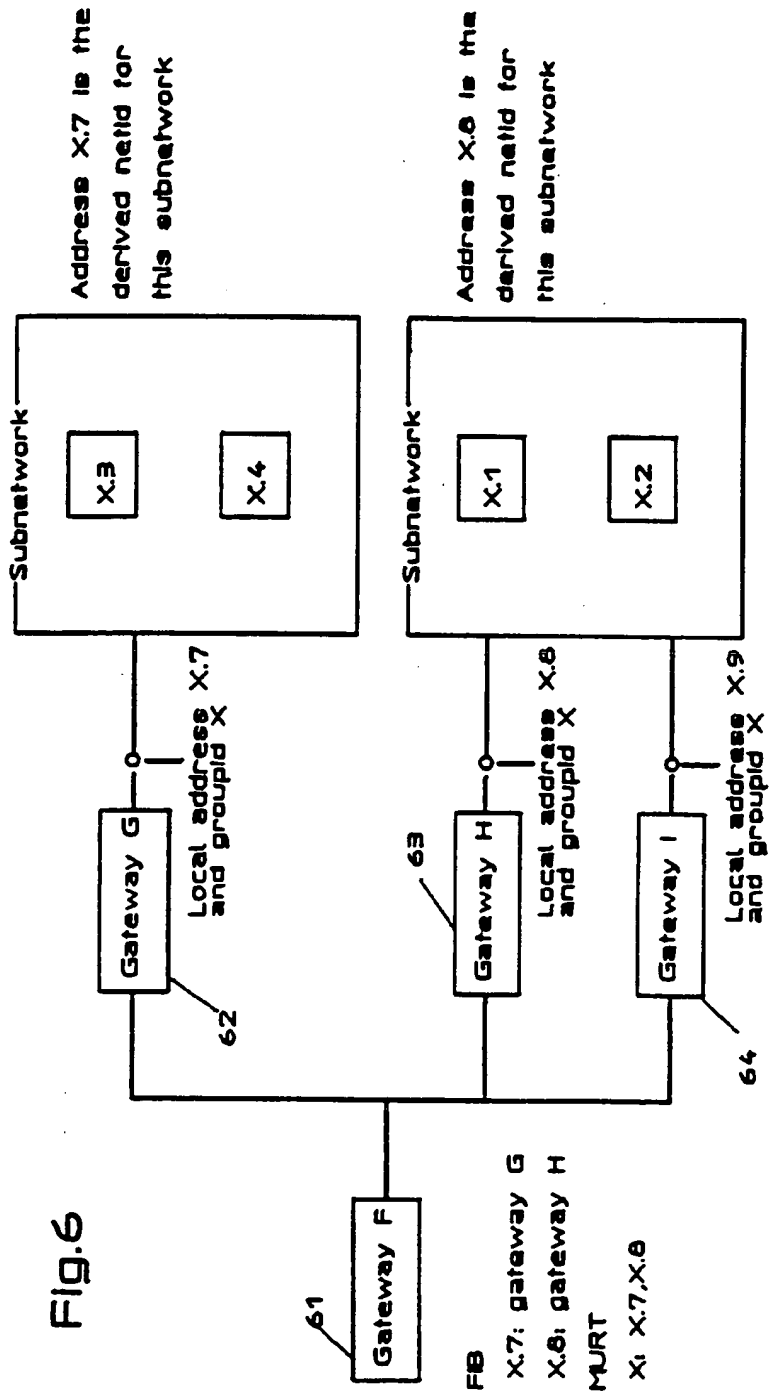 Fig.6
61
Gateway F
FIB
X.7: gateway G
X.8: gateway H
MURT
X: X.7,X.8
Gateway G
62
Local address X.7
and groupid X
Gateway H
63
Local address X.8
and groupid X
Gateway I
64
Local address X.9
and groupid X
Subnetwork
X.3
X.4
Address X.7 is the
derived netid for
this subnetwork
Subnetwork
X.1
X.2
Address X.8 is the
derived netid for
this subnetwork